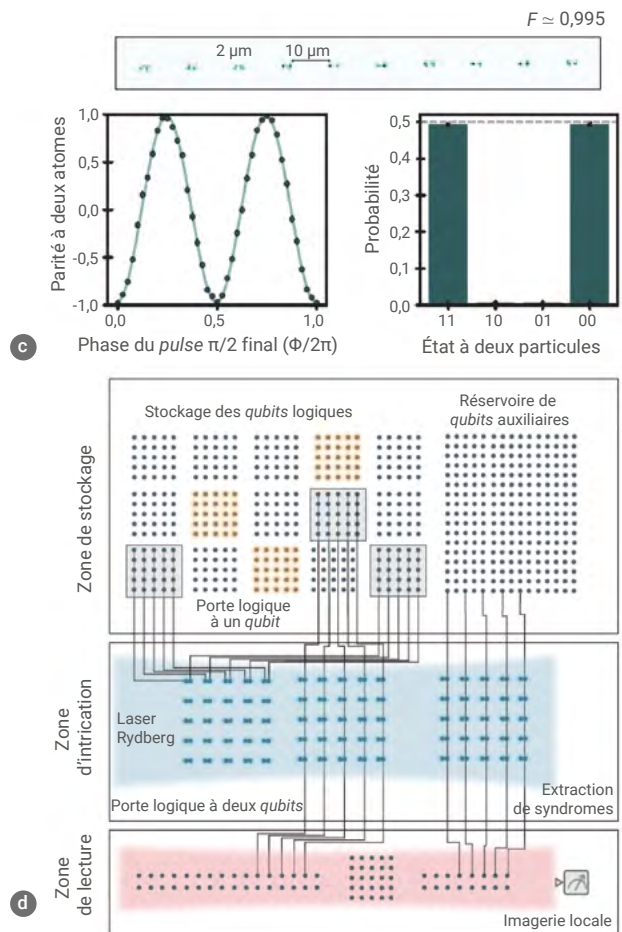 F ≃ 0,995
2 μm
10 μm
Parité à deux atomes
1,0
0,5
0,0
-0,5
-1,0
0,0
0,5
1,0
Phase du pulse π/2 final (Φ/2π)
Probabilité
0,5
0,4
0,3
0,2
0,1
0,0
11
10
01
00
État à deux particules
c
Zone de stockage
Stockage des qubits logiques
Réservoire de
qubits auxiliaires
Porte logique
à un qubit
Zone
d'intrication
Laser
Rydberg
Porte logique à deux qubits
Extraction
de syndromes
Zone
de lecture
Imagerie locale
d